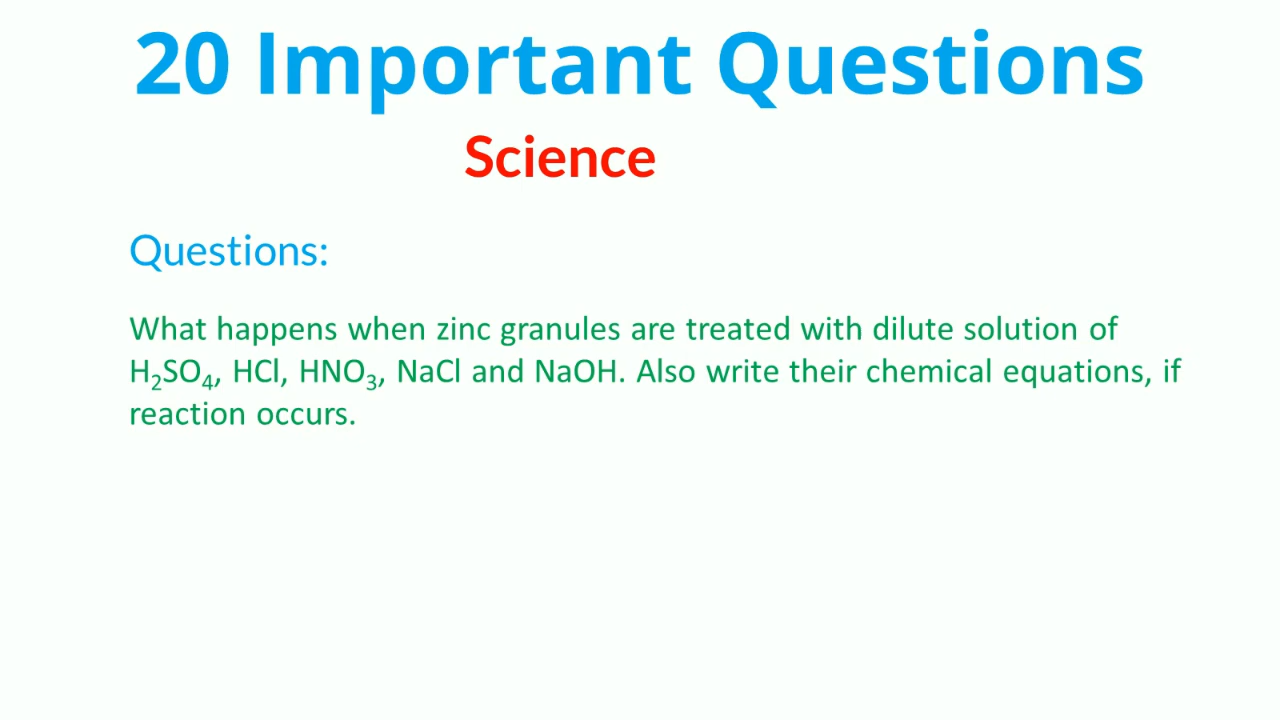 20 Important Questions
Science
Questions:
What happens when zinc granules are treated with dilute solution of
H₂SO₄, HCl, HNO₃, NaCl and NaOH. Also write their chemical equations, if
reaction occurs.